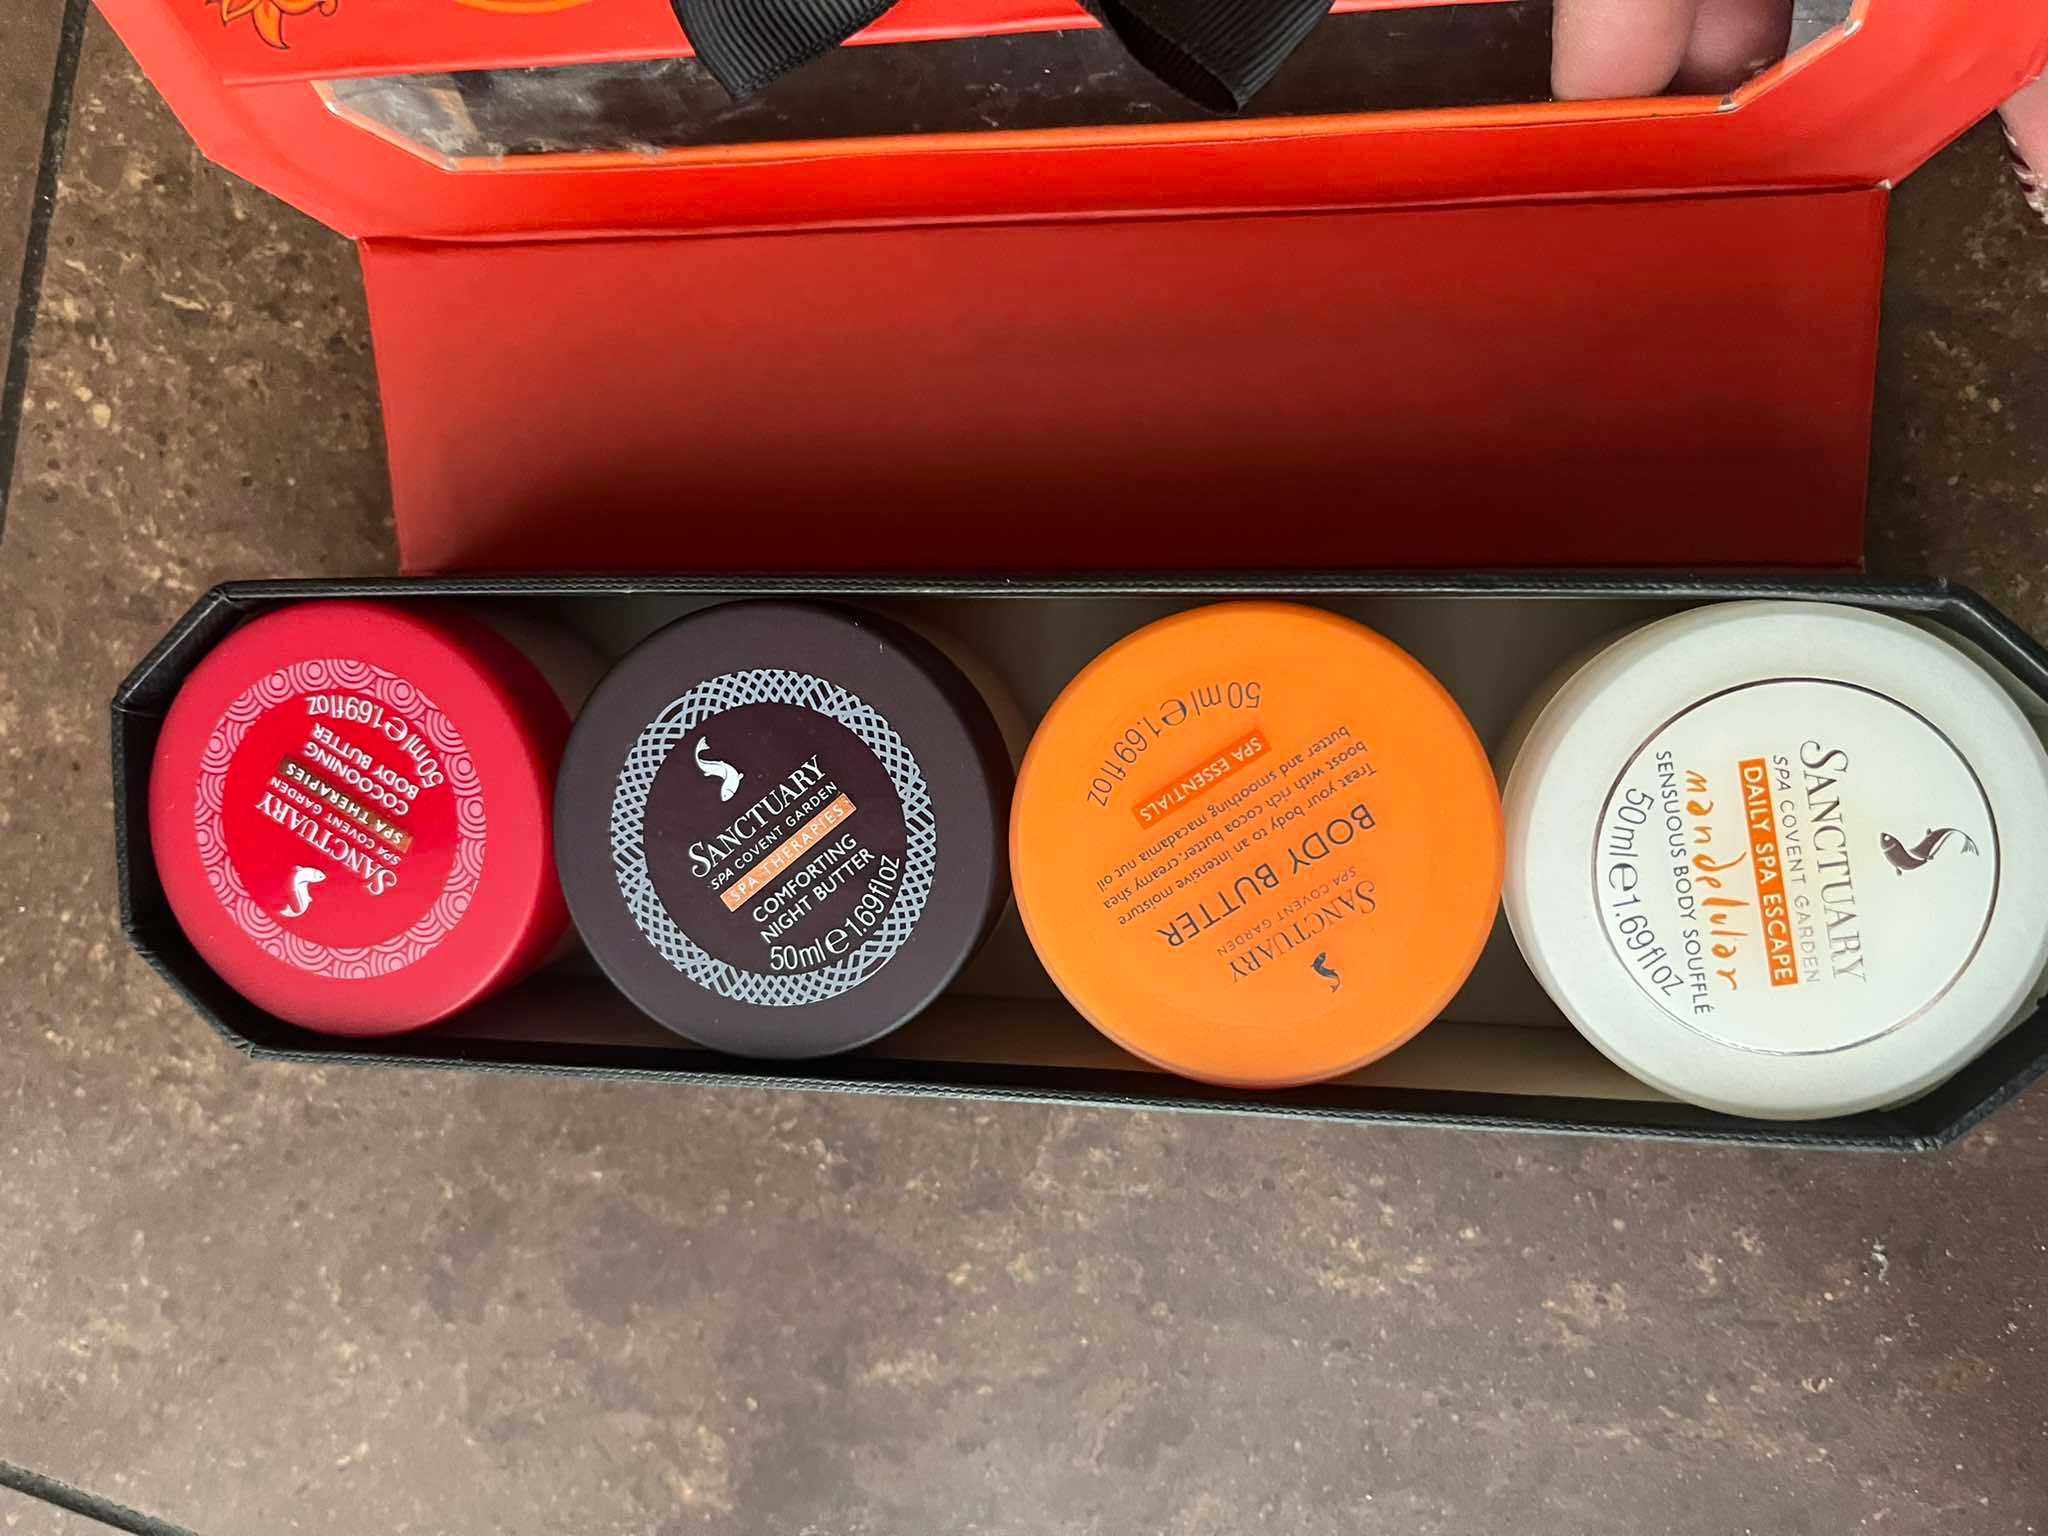 SANCTUARY
SPA COVENT GARDEN
SPA THERAPIES
COCOONING
BODY BUTTER
50ml e 1.69fl oz
SANCTUARY
SPA COVENT GARDEN
SPA THERAPIES
COMFORTING
NIGHT BUTTER
50ml e 1.69fl oz
SANCTUARY
SPA COVENT GARDEN
BODY BUTTER
Treat your body to an intensive moisture
boost with rich cocoa butter, creamy shea
butter and smoothing macadamia nut oil
SPA ESSENTIALS
50ml e 1.69fl oz
SANCTUARY
SPA COVENT GARDEN
DAILY SPA ESCAPE
mandelular
SENSUOUS BODY SOUFFLÉ
50ml e 1.69fl oz